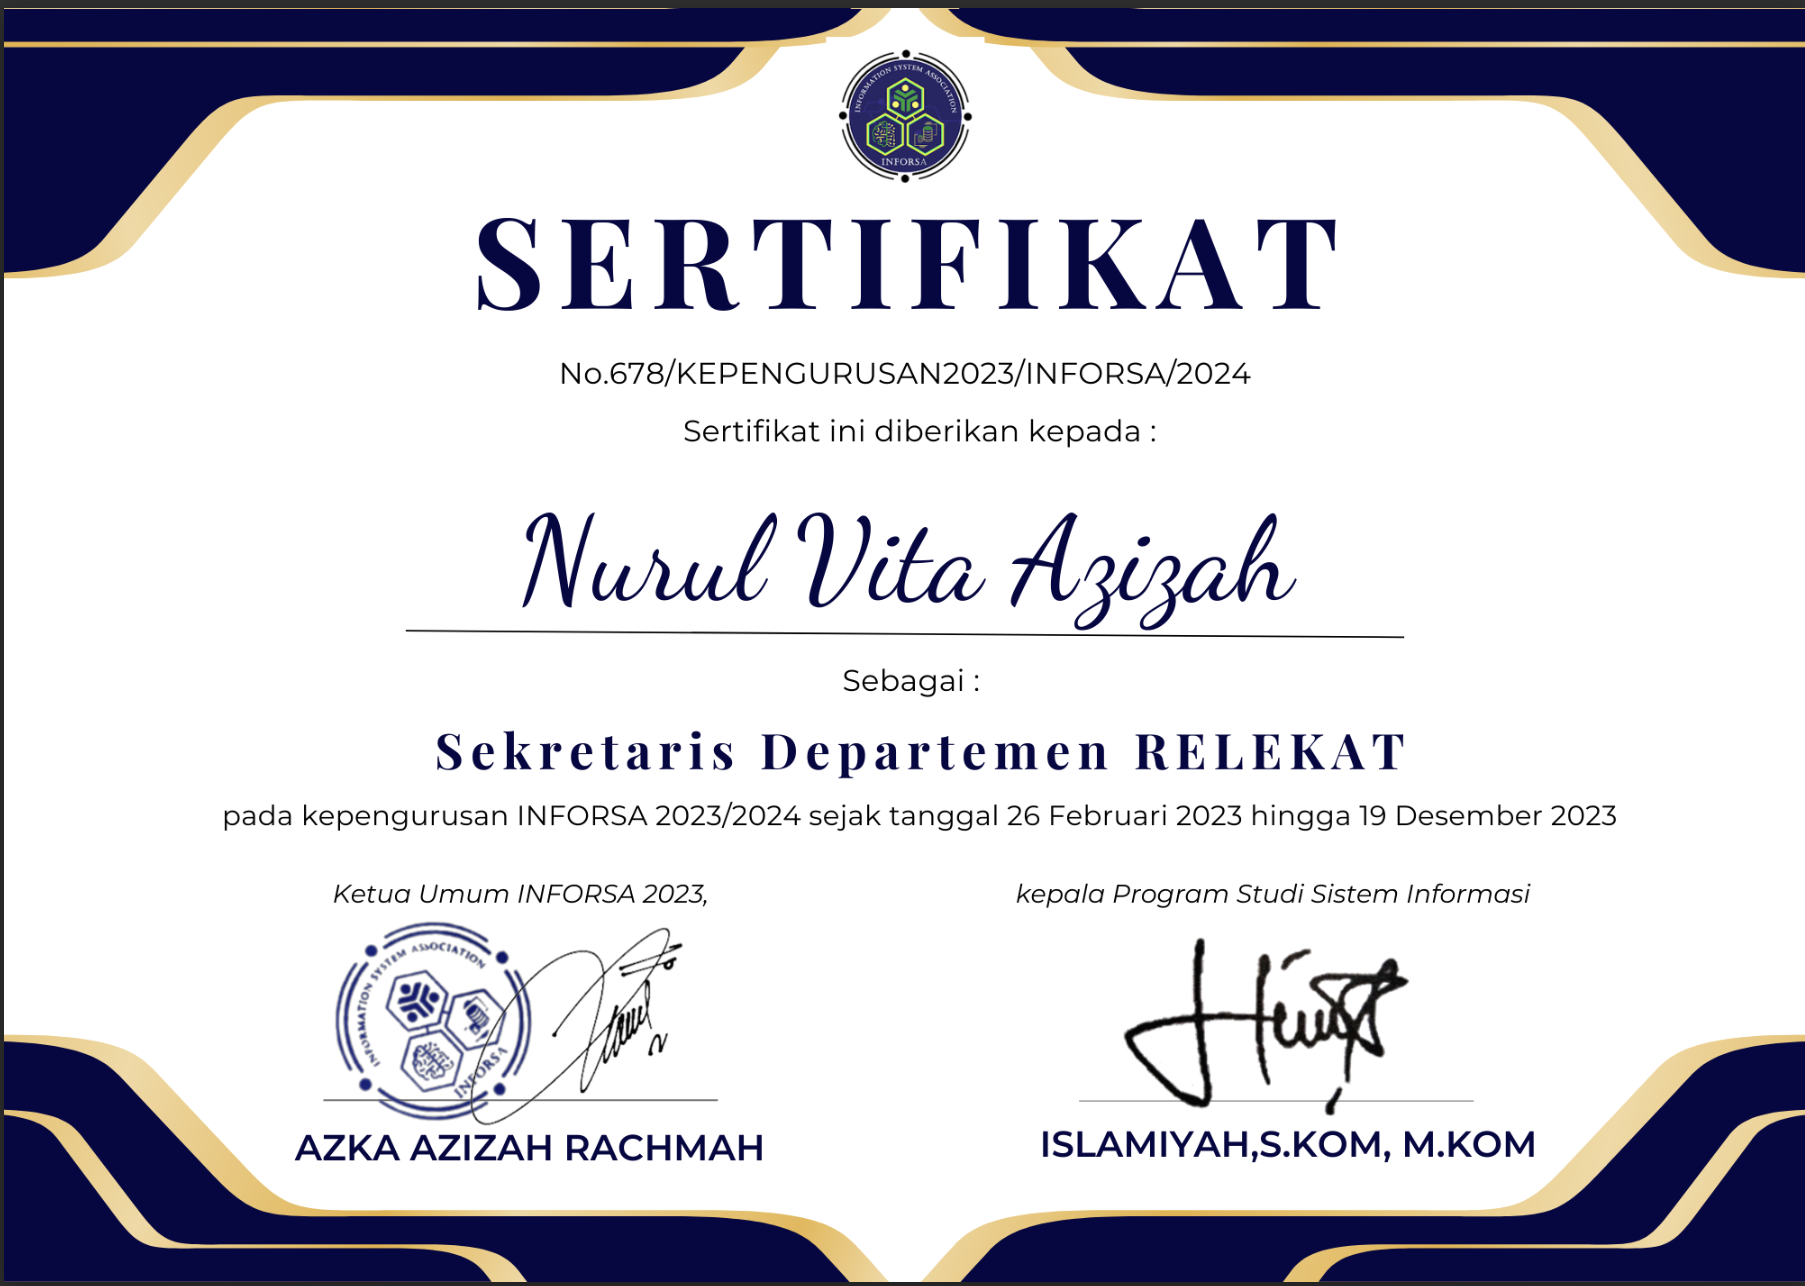 INFORMATION SYSTEM ASSOCIATION
INFORSA
SERTIFIKAT
No.678/KEPENGURUSAN2023/INFORSA/2024
Sertifikat ini diberikan kepada :
Nurul Vita Azizah
Sebagai :
Sekretaris Departemen RELEKAT
pada kepengurusan INFORSA 2023/2024 sejak tanggal 26 Februari 2023 hingga 19 Desember 2023
Ketua Umum INFORSA 2023,
kepala Program Studi Sistem Informasi
INFORMATION SYSTEM ASSOCIATION
INFORSA
AZKA AZIZAH RACHMAH
ISLAMIYAH,S.KOM, M.KOM